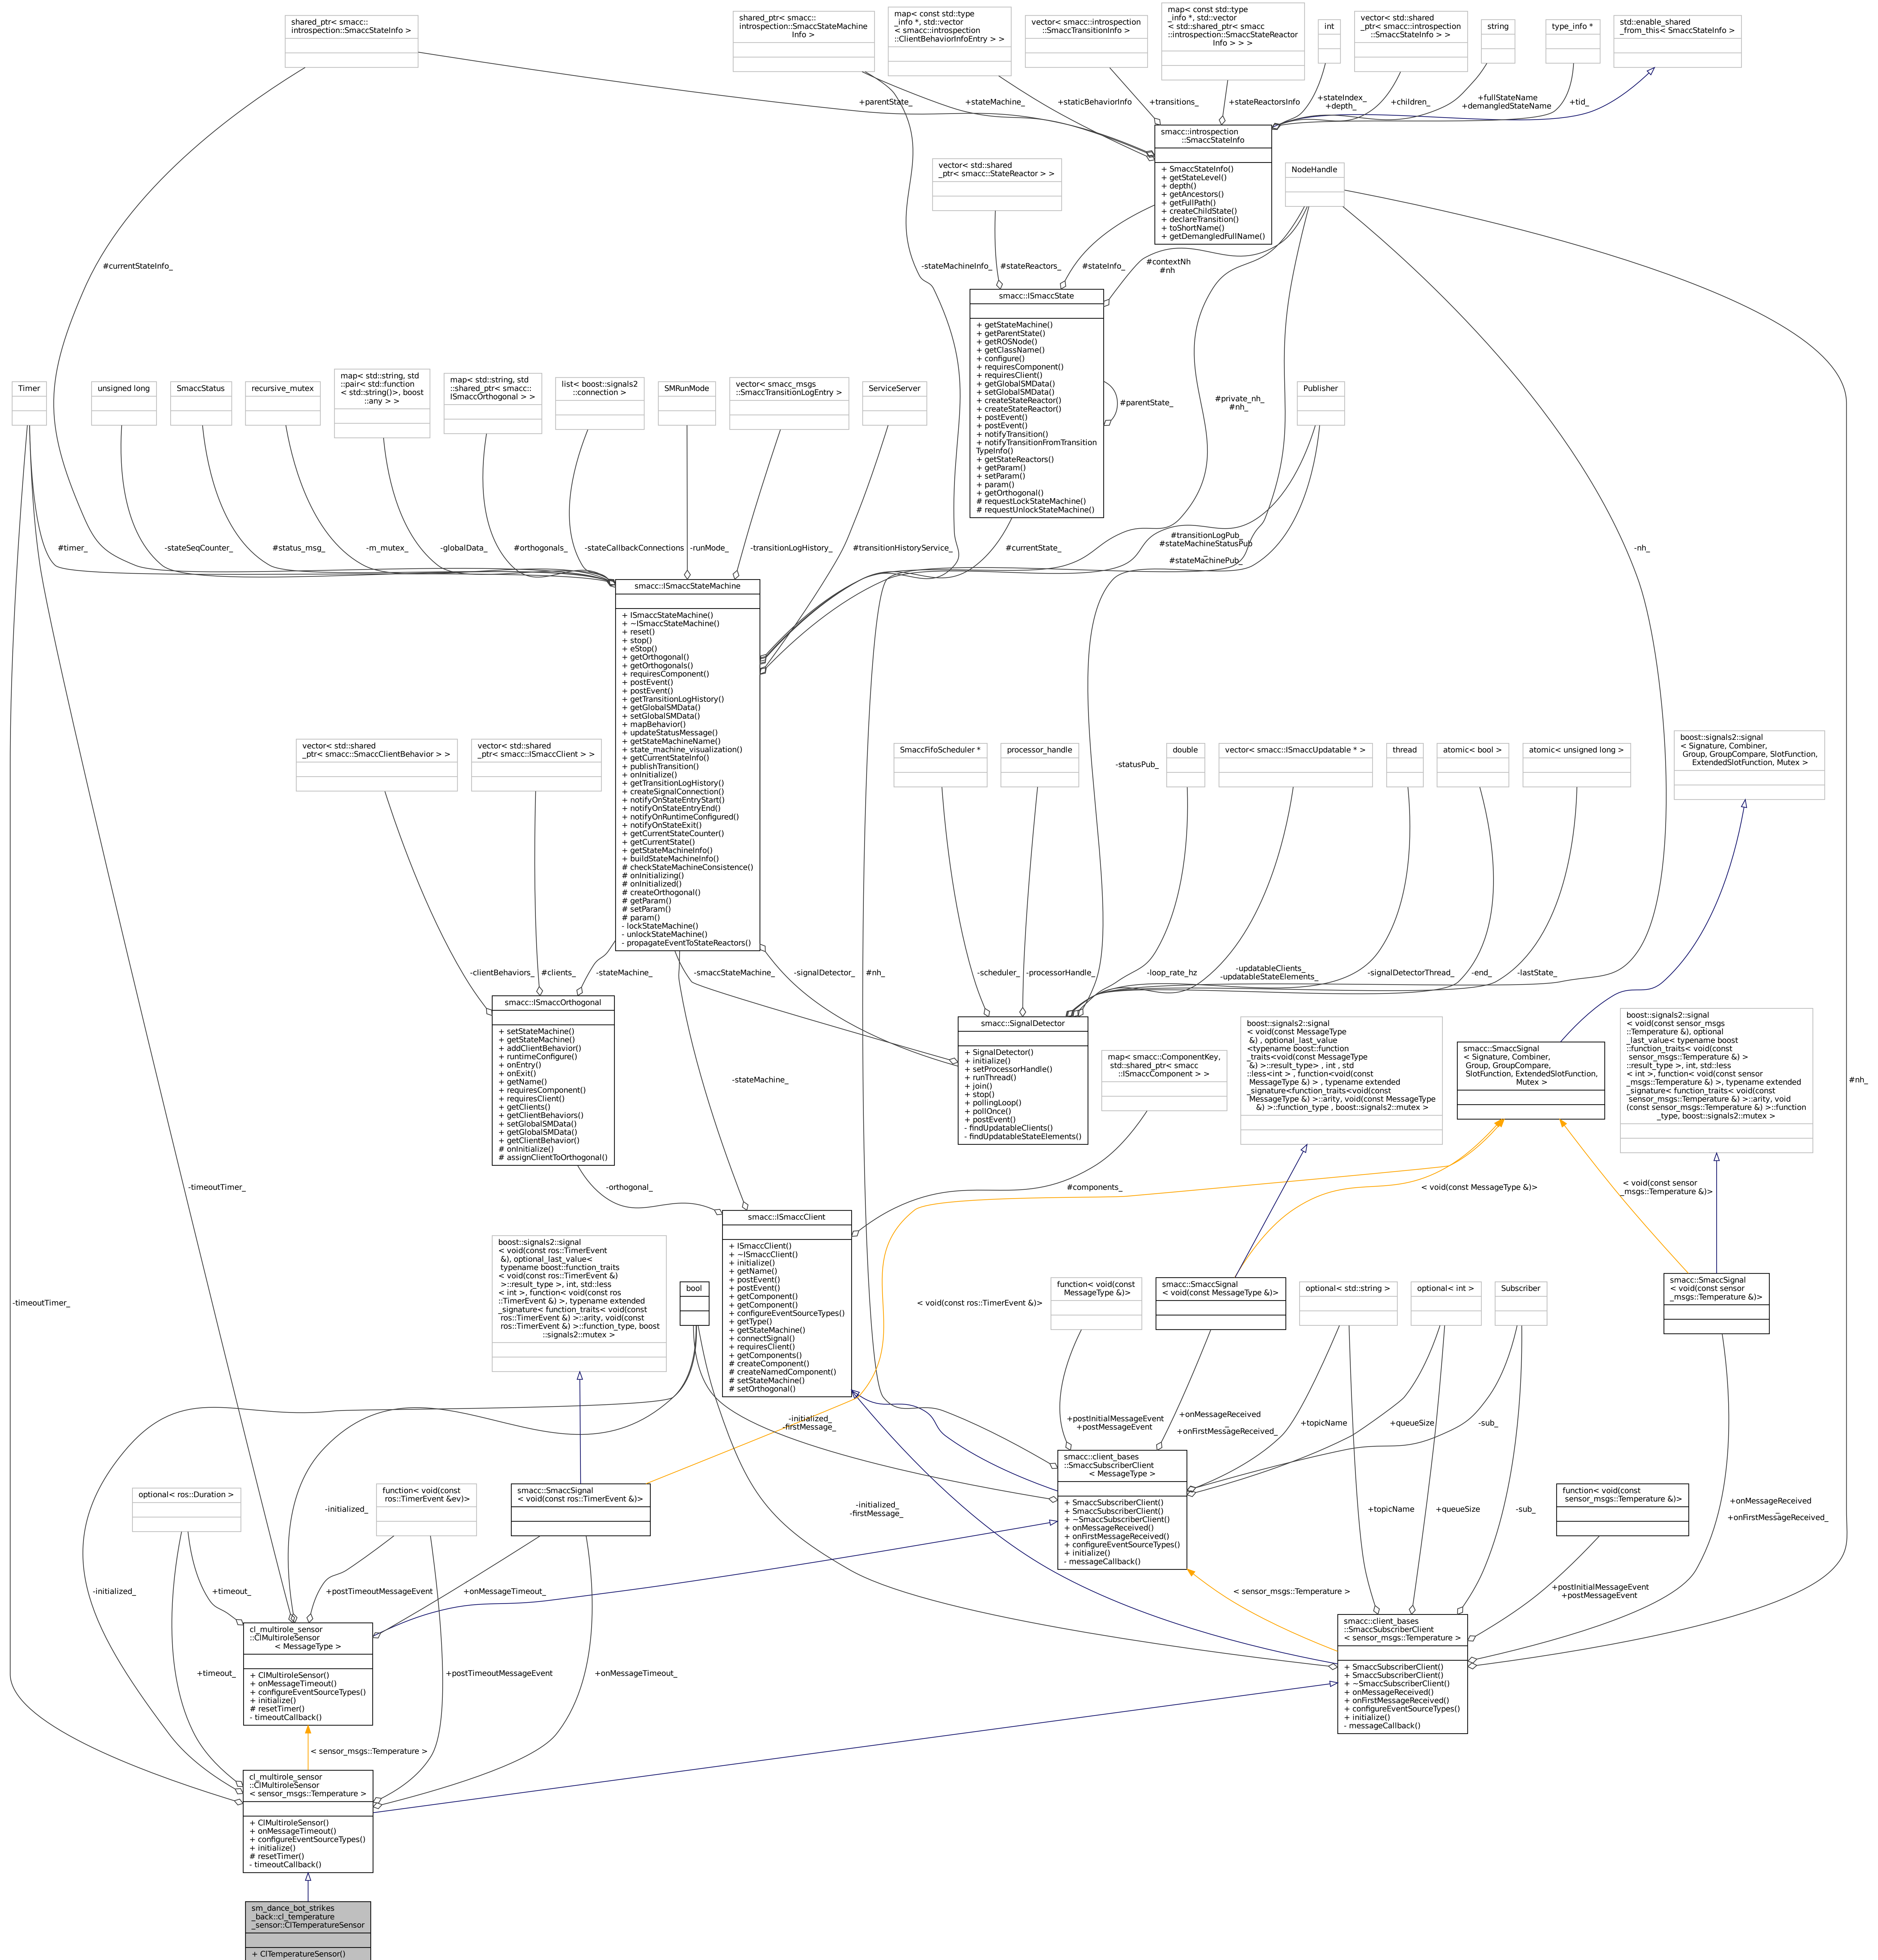 shared_ptr< smacc::
introspection::SmaccStateInfo >
shared_ptr< smacc::
introspection::SmaccStateMachine
Info >
map< const std::type
_info *, std::vector
< smacc::introspection
::ClientBehaviorInfoEntry > >
vector< smacc::introspection
::SmaccTransitionInfo >
map< const std::type
_info *, std::vector
< std::shared_ptr< smacc
::introspection::SmaccStateReactor
Info > > >
int
vector< std::shared
_ptr< smacc::introspection
::SmaccStateInfo > >
string
type_info *
std::enable_shared
_from_this< SmaccStateInfo >
+parentState_
+stateMachine_
+staticBehaviorInfo
+transitions_
+stateReactorsInfo
+stateIndex_
+depth_
+children_
+fullStateName
+demangledStateName
+tid_
smacc::introspection
::SmaccStateInfo
+ SmaccStateInfo()
+ getStateLevel()
+ depth()
+ getAncestors()
+ getFullPath()
+ createChildState()
+ declareTransition()
+ toShortName()
+ getDemangledFullName()
vector< std::shared
_ptr< smacc::StateReactor > >
NodeHandle
#currentStateInfo_
-stateMachineInfo_
#stateReactors_
#stateInfo_
#contextNh
#nh
smacc::ISmaccState
+ getStateMachine()
+ getParentState()
+ getROSNode()
+ getClassName()
+ configure()
+ requiresComponent()
+ requiresClient()
+ getGlobalSMData()
+ setGlobalSMData()
+ createStateReactor()
+ createStateReactor()
+ postEvent()
+ postEvent()
+ notifyTransition()
+ notifyTransitionFromTransition
TypeInfo()
+ getStateReactors()
+ getParam()
+ setParam()
+ param()
+ getOrthogonal()
# requestLockStateMachine()
# requestUnlockStateMachine()
#parentState_
#private_nh_
#nh_
Publisher
Timer
unsigned long
SmaccStatus
recursive_mutex
map< std::string, std
::pair< std::function
< std::string()>, boost
::any > >
map< std::string, std
::shared_ptr< smacc::
ISmaccOrthogonal > >
list< boost::signals2
::connection >
SMRunMode
vector< smacc_msgs
::SmaccTransitionLogEntry >
ServiceServer
#timer_
-stateSeqCounter_
#status_msg_
-m_mutex_
-globalData_
#orthogonals_
-stateCallbackConnections
-runMode_
-transitionLogHistory_
#transitionHistoryService_
#currentState_
#transitionLogPub_
#stateMachineStatusPub
_
#stateMachinePub_
-nh_
smacc::ISmaccStateMachine
+ ISmaccStateMachine()
+ ~ISmaccStateMachine()
+ reset()
+ stop()
+ eStop()
+ getOrthogonal()
+ getOrthogonals()
+ requiresComponent()
+ postEvent()
+ postEvent()
+ getTransitionLogHistory()
+ getGlobalSMData()
+ setGlobalSMData()
+ mapBehavior()
+ updateStatusMessage()
+ getStateMachineName()
+ state_machine_visualization()
+ getCurrentStateInfo()
+ publishTransition()
+ onInitialize()
+ getTransitionLogHistory()
+ createSignalConnection()
+ notifyOnStateEntryStart()
+ notifyOnStateEntryEnd()
+ notifyOnRuntimeConfigured()
+ notifyOnStateExit()
+ getCurrentStateCounter()
+ getCurrentState()
+ getStateMachineInfo()
+ buildStateMachineInfo()
# checkStateMachineConsistence()
# onInitializing()
# onInitialized()
# createOrthogonal()
# getParam()
# setParam()
# param()
- lockStateMachine()
- unlockStateMachine()
- propagateEventToStateReactors()
vector< std::shared
_ptr< smacc::SmaccClientBehavior > >
vector< std::shared
_ptr< smacc::ISmaccClient > >
SmaccFifoScheduler *
processor_handle
-statusPub_
double
vector< smacc::ISmaccUpdatable * >
thread
atomic< bool >
atomic< unsigned long >
boost::signals2::signal
< Signature, Combiner,
Group, GroupCompare, SlotFunction,
ExtendedSlotFunction, Mutex >
-clientBehaviors_
#clients_
-stateMachine_
-smaccStateMachine_
-signalDetector_
#nh_
-scheduler_
-processorHandle_
-loop_rate_hz
-updatableClients_
-updatableStateElements_
-signalDetectorThread_
-end_
-lastState_
smacc::ISmaccOrthogonal
+ setStateMachine()
+ getStateMachine()
+ addClientBehavior()
+ runtimeConfigure()
+ onEntry()
+ onExit()
+ getName()
+ requiresComponent()
+ requiresClient()
+ getClients()
+ getClientBehaviors()
+ setGlobalSMData()
+ getGlobalSMData()
+ getClientBehavior()
# onInitialize()
# assignClientToOrthogonal()
smacc::SignalDetector
+ SignalDetector()
+ initialize()
+ setProcessorHandle()
+ runThread()
+ join()
+ stop()
+ pollingLoop()
+ pollOnce()
+ postEvent()
- findUpdatableClients()
- findUpdatableStateElements()
map< smacc::ComponentKey,
std::shared_ptr< smacc
::ISmaccComponent > >
boost::signals2::signal
< void(const MessageType
&) , optional_last_value
<typename boost::function
_traits<void(const MessageType
&) >::result_type> , int , std
::less<int > , function<void(const
MessageType &) > , typename extended
_signature<function_traits<void(const
MessageType &) >::arity, void(const MessageType
&) >::function_type , boost::signals2::mutex >
smacc::SmaccSignal
< Signature, Combiner,
Group, GroupCompare,
SlotFunction, ExtendedSlotFunction,
Mutex >
boost::signals2::signal
< void(const sensor_msgs
::Temperature &), optional
_last_value< typename boost
::function_traits< void(const
sensor_msgs::Temperature &) >
::result_type >, int, std::less
< int >, function< void(const sensor
_msgs::Temperature &) >, typename extended
_signature< function_traits< void(const
sensor_msgs::Temperature &) >::arity, void
(const sensor_msgs::Temperature &) >::function
_type, boost::signals2::mutex >
-stateMachine_
#nh_
-timeoutTimer_
-orthogonal_
#components_
< void(const MessageType &)>
< void(const sensor
_msgs::Temperature &)>
smacc::ISmaccClient
+ ISmaccClient()
+ ~ISmaccClient()
+ initialize()
+ getName()
+ postEvent()
+ postEvent()
+ getComponent()
+ getComponent()
+ configureEventSourceTypes()
+ getType()
+ getStateMachine()
+ connectSignal()
+ requiresClient()
+ getComponents()
# createComponent()
# createNamedComponent()
# setStateMachine()
# setOrthogonal()
boost::signals2::signal
< void(const ros::TimerEvent
&), optional_last_value<
typename boost::function_traits
< void(const ros::TimerEvent &)
>::result_type >, int, std::less
< int >, function< void(const ros
::TimerEvent &) >, typename extended
_signature< function_traits< void(const
ros::TimerEvent &) >::arity, void(const
ros::TimerEvent &) >::function_type, boost
::signals2::mutex >
bool
-timeoutTimer_
< void(const ros::TimerEvent &)>
function< void(const
MessageType &)>
smacc::SmaccSignal
< void(const MessageType &)>
optional< std::string >
optional< int >
Subscriber
smacc::SmaccSignal
< void(const sensor
_msgs::Temperature &)>
-initialized_
-firstMessage_
+postInitialMessageEvent
+postMessageEvent
+onMessageReceived
_
+onFirstMessageReceived_
+topicName
+queueSize
-sub_
smacc::client_bases
::SmaccSubscriberClient
< MessageType >
+ SmaccSubscriberClient()
+ SmaccSubscriberClient()
+ ~SmaccSubscriberClient()
+ onMessageReceived()
+ onFirstMessageReceived()
+ configureEventSourceTypes()
+ initialize()
- messageCallback()
optional< ros::Duration >
function< void(const
ros::TimerEvent &ev)>
smacc::SmaccSignal
< void(const ros::TimerEvent &)>
function< void(const
sensor_msgs::Temperature &)>
-initialized_
-initialized_
-firstMessage_
+topicName
+queueSize
-sub_
+onMessageReceived
_
+onFirstMessageReceived_
-initialized_
+timeout_
+postTimeoutMessageEvent
+onMessageTimeout_
< sensor_msgs::Temperature >
+postInitialMessageEvent
+postMessageEvent
cl_multirole_sensor
::ClMultiroleSensor
< MessageType >
+ ClMultiroleSensor()
+ onMessageTimeout()
+ configureEventSourceTypes()
+ initialize()
# resetTimer()
- timeoutCallback()
+timeout_
+postTimeoutMessageEvent
+onMessageTimeout_
smacc::client_bases
::SmaccSubscriberClient
< sensor_msgs::Temperature >
+ SmaccSubscriberClient()
+ SmaccSubscriberClient()
+ ~SmaccSubscriberClient()
+ onMessageReceived()
+ onFirstMessageReceived()
+ configureEventSourceTypes()
+ initialize()
- messageCallback()
< sensor_msgs::Temperature >
cl_multirole_sensor
::ClMultiroleSensor
< sensor_msgs::Temperature >
+ ClMultiroleSensor()
+ onMessageTimeout()
+ configureEventSourceTypes()
+ initialize()
# resetTimer()
- timeoutCallback()
sm_dance_bot_strikes
_back::cl_temperature
_sensor::ClTemperatureSensor
+ ClTemperatureSensor()